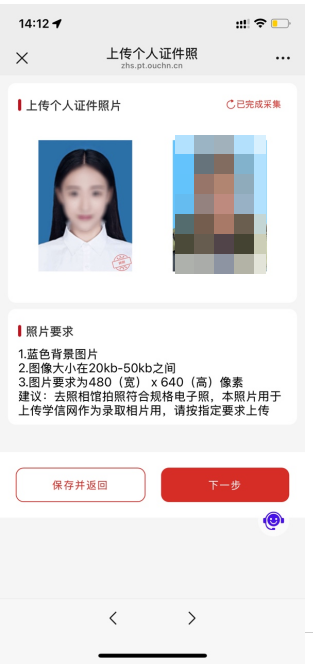 14:12
上传个人证件照
zhs.pt.ouchn.cn
上传个人证件照片
已完成采集
照片要求
1.蓝色背景图片
2.图像大小在20kb-50kb之间
3.图片要求为480（宽） x 640（高）像素
建议：去照相馆拍照符合规格电子照，本照片用于
上传学信网作为录取相片用，请按指定要求上传
保存并返回
下一步